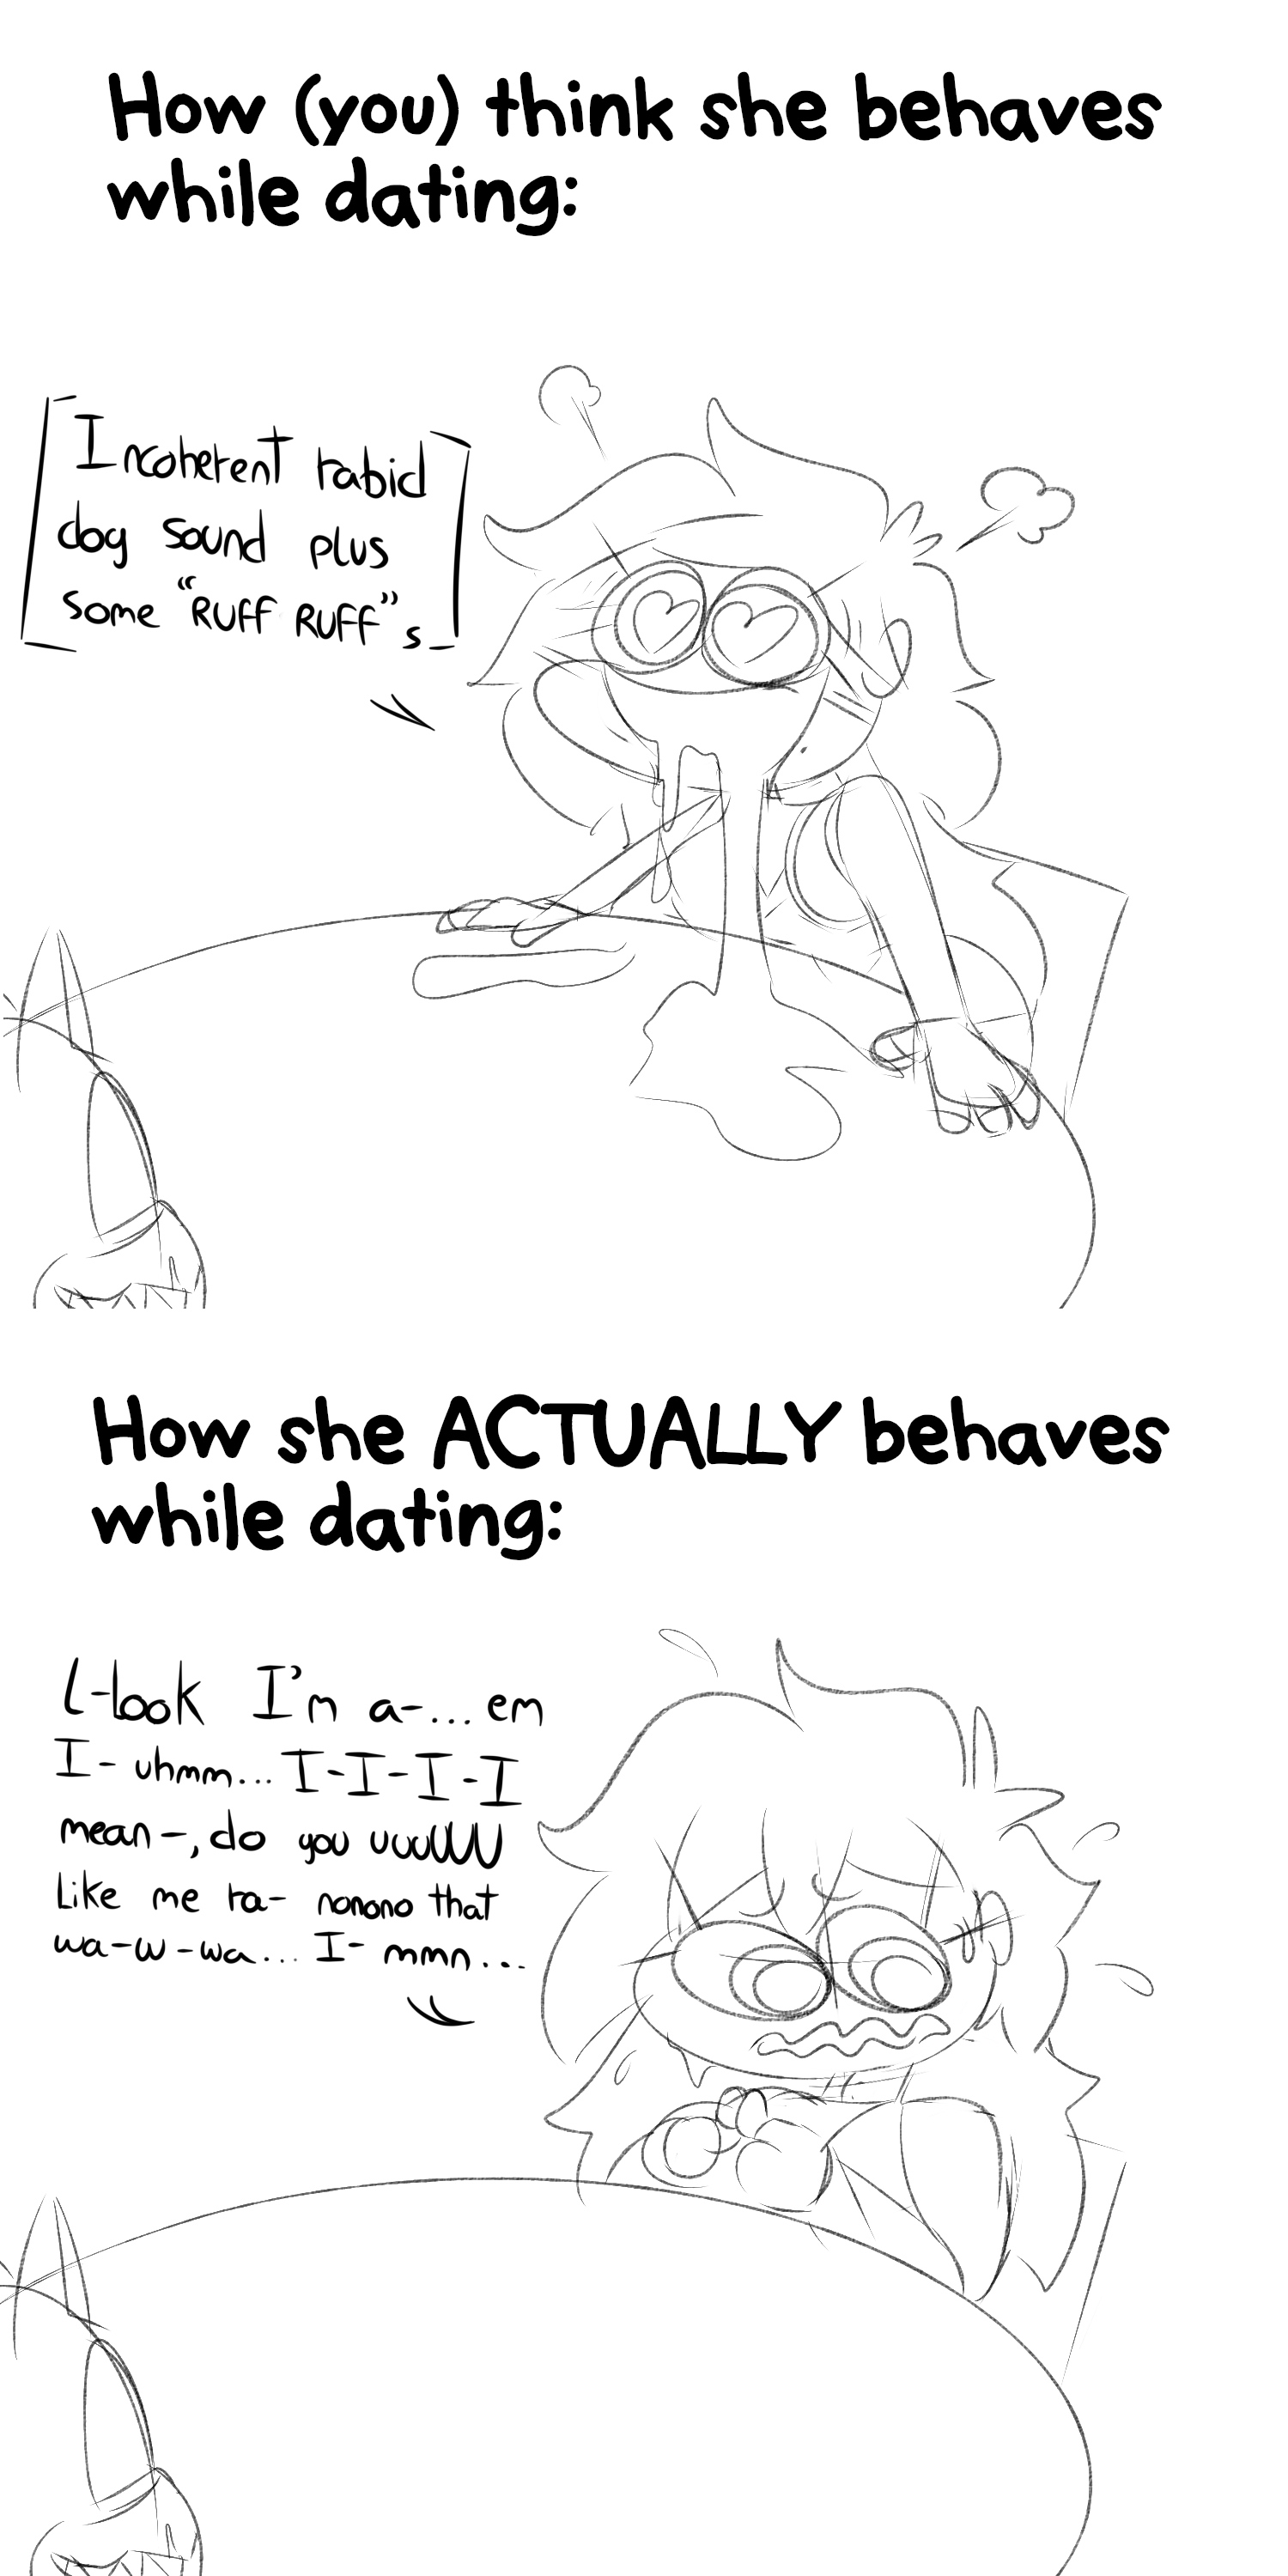 How (you) think she behaves
while dating:
[Incoherent rabid
dog sound plus
some "RUFF RUFF"s]
How she ACTUALLY behaves
while dating:
L-look I'm a-... em
I- uhmm... I-I-I-I
mean-, do you uuuUUU
Like me ra- nonono that
wa-w-wa... I- mmn...